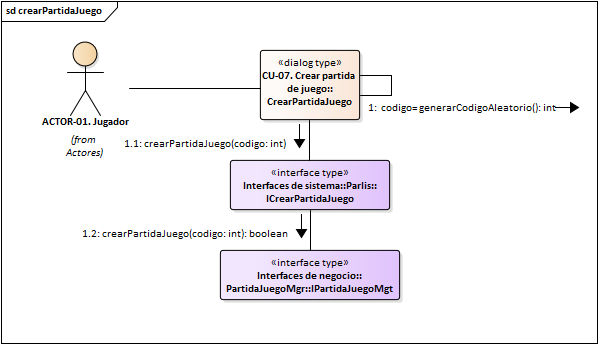 sd crearPartidaJuego
«dialog type»
CU-07. Crear partida
de juego::
CrearPartidaJuego
1: codigo=generarCodigoAleatorio(): int
ACTOR-01. Jugador
(from
Actores)
1.1: crearPartidaJuego(codigo: int)
«interface type»
Interfaces de sistema::Parlis::
ICrearPartidaJuego
1.2: crearPartidaJuego(codigo: int): boolean
«interface type»
Interfaces de negocio::
PartidaJuegoMgr::IPartidaJuegoMgt